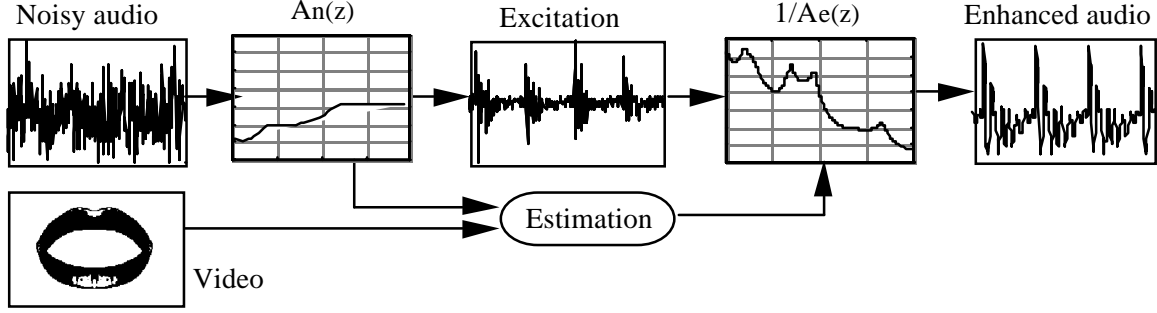 Noisy audio
An(z)
Excitation
1/Ae(z)
Enhanced audio
Estimation
Video